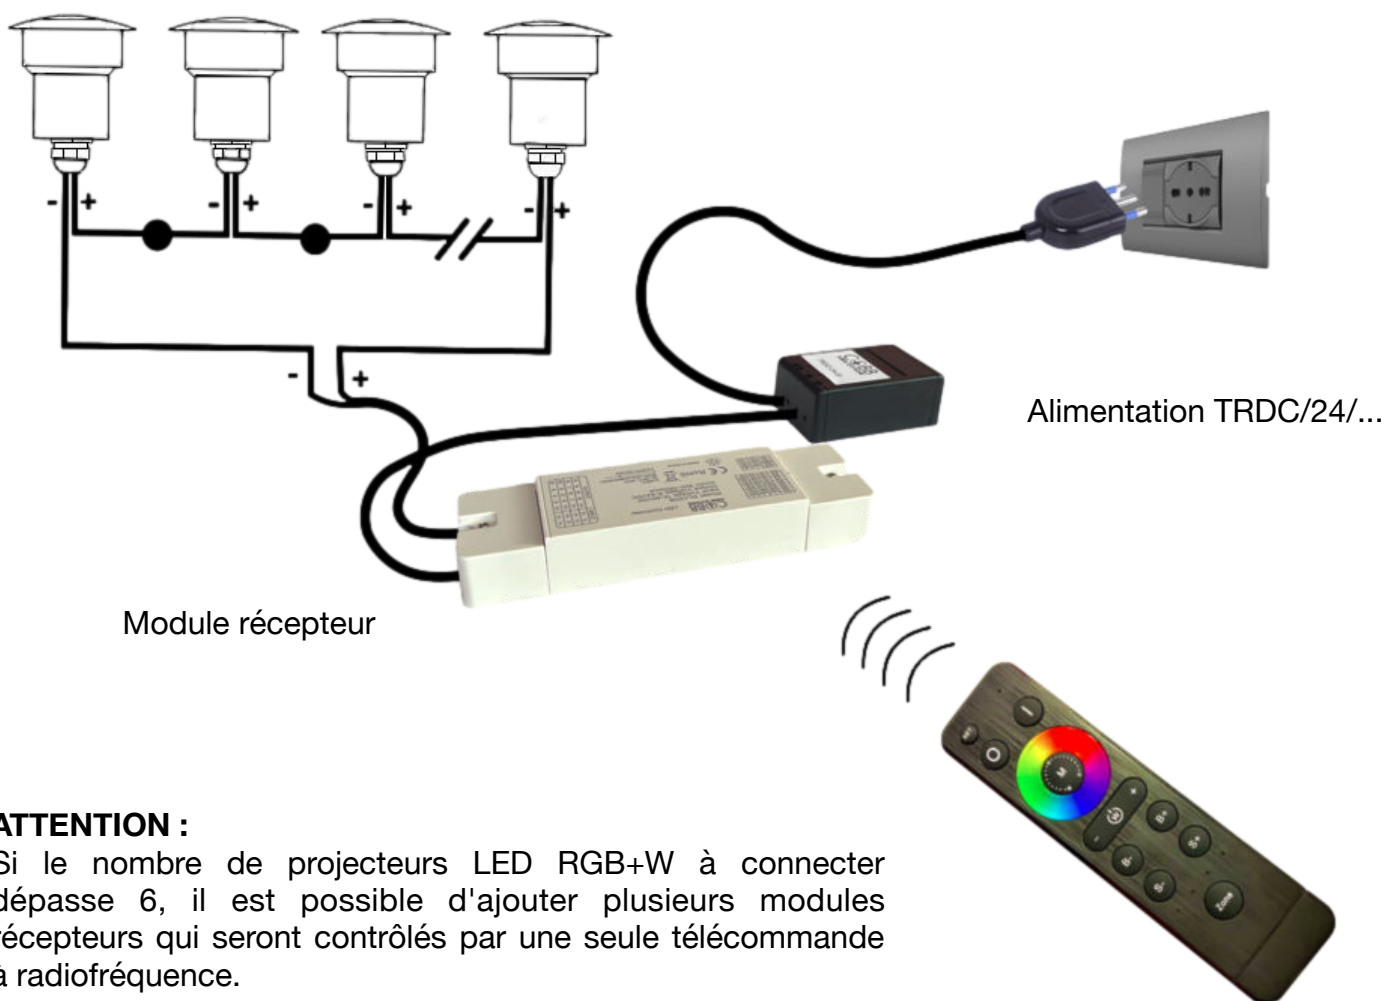 - + - + - + - +
- +
Alimentation TRDC/24/...
Module récepteur
M
+
W
-
B+
S+
B-
S-
Zone
ATTENTION :
Si le nombre de projecteurs LED RGB+W à connecter
dépasse 6, il est possible d'ajouter plusieurs modules
récepteurs qui seront contrôlés par une seule télécommande
à radiofréquence.